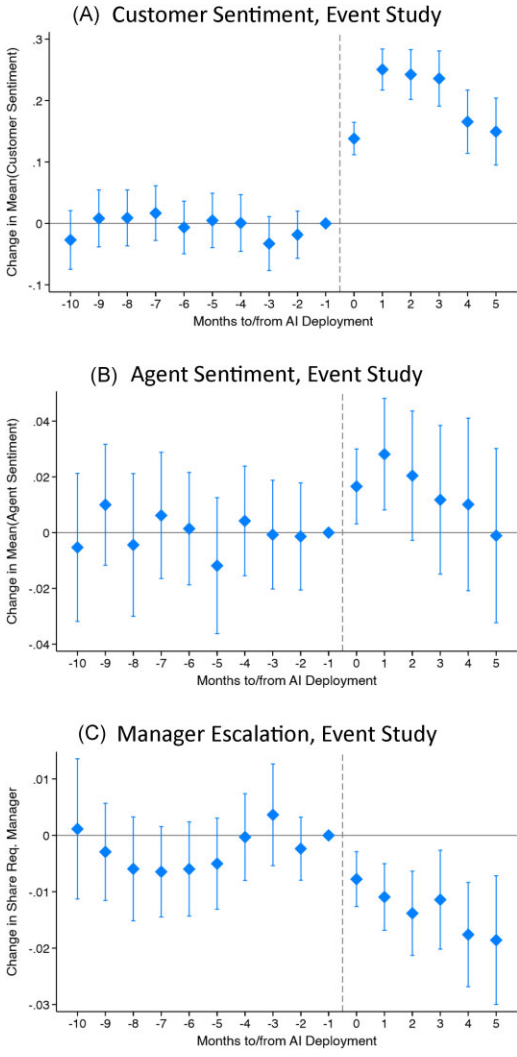 (A) Customer Sentiment, Event Study
Change in Mean(Customer Sentiment)
.3
.2
.1
0
-.1
-10 -9 -8 -7 -6 -5 -4 -3 -2 -1 0 1 2 3 4 5
Months to/from AI Deployment
(B) Agent Sentiment, Event Study
Change in Mean(Agent Sentiment)
.04
.02
0
-.02
-.04
-10 -9 -8 -7 -6 -5 -4 -3 -2 -1 0 1 2 3 4 5
Months to/from AI Deployment
(C) Manager Escalation, Event Study
Change in Share Req. Manager
.01
0
-.01
-.02
-.03
-10 -9 -8 -7 -6 -5 -4 -3 -2 -1 0 1 2 3 4 5
Months to/from AI Deployment